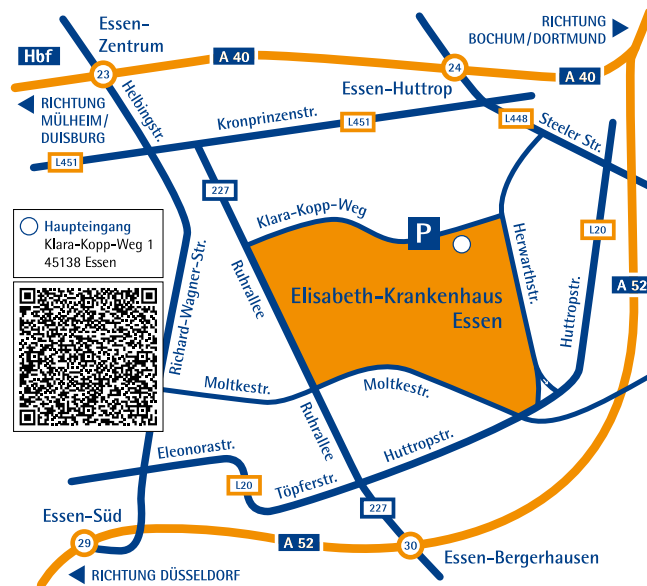 Essen-
Zentrum
Hbf
23
A 40
24
RICHTUNG
BOCHUM/DORTMUND
A 40
Essen-Huttrop
RICHTUNG
MÜLHEIM/
DUISBURG
Helbingstr.
Kronprinzenstr.
L451
L451
L448
Steeler Str.
227
L20
Haupteingang
Klara-Kopp-Weg 1
45138 Essen
Klara-Kopp-Weg
P
Richard-Wagner-Str.
Ruhrallee
Elisabeth-Krankenhaus
Essen
Herwarthstr.
Huttropstr.
A 52
Moltkestr.
Moltkestr.
Ruhrallee
Eleonorastr.
Huttropstr.
L20
Töpferstr.
227
Essen-Süd
29
A 52
30
Essen-Bergerhausen
RICHTUNG DÜSSELDORF